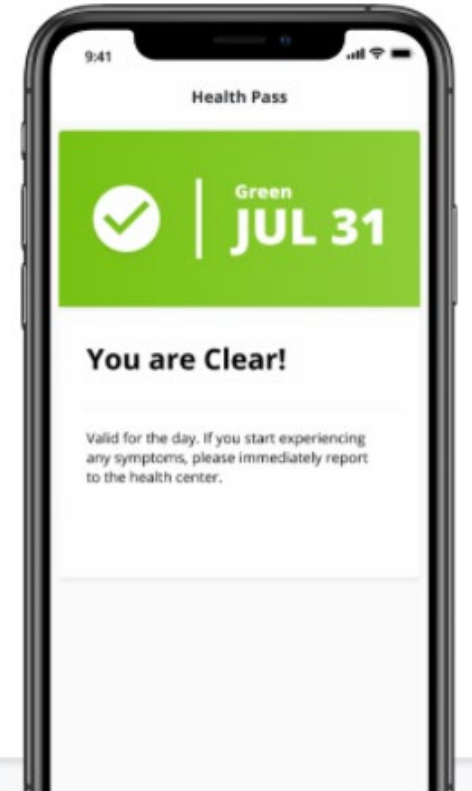 9:41
Health Pass
Green
JUL 31
You are Clear!
Valid for the day. If you start experiencing
any symptoms, please immediately report
to the health center.